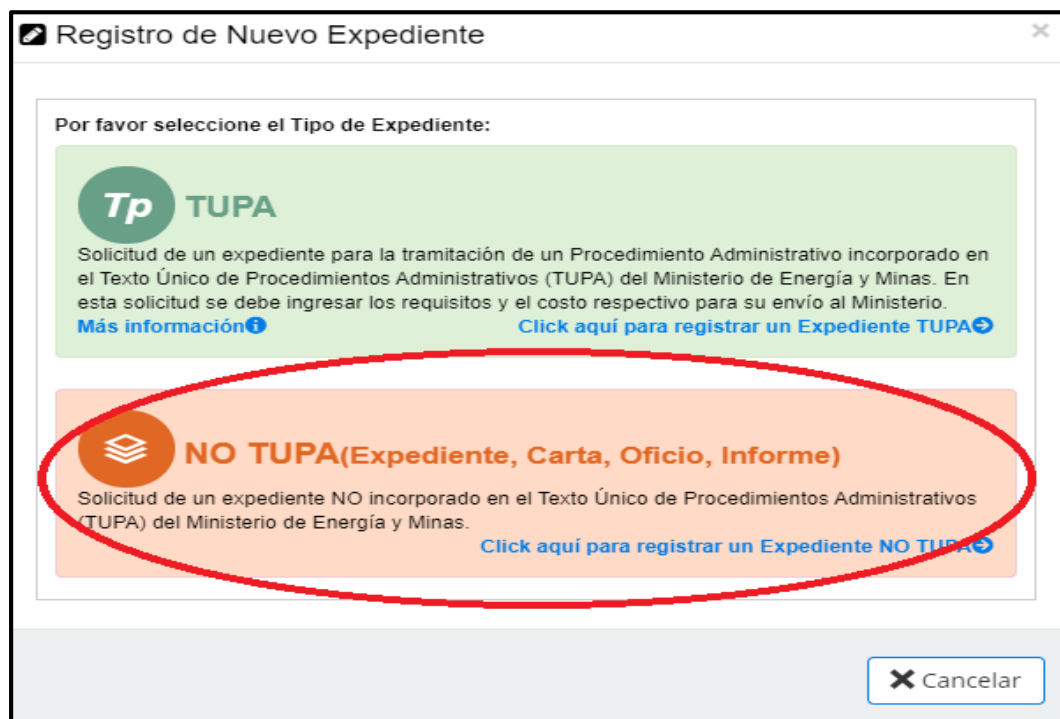 Registro de Nuevo Expediente
Por favor seleccione el Tipo de Expediente:
Tp TUPA
Solicitud de un expediente para la tramitación de un Procedimiento Administrativo incorporado en
el Texto Único de Procedimientos Administrativos (TUPA) del Ministerio de Energía y Minas. En
esta solicitud se debe ingresar los requisitos y el costo respectivo para su envío al Ministerio.
Más información Click aquí para registrar un Expediente TUPA
NO TUPA(Expediente, Carta, Oficio, Informe)
Solicitud de un expediente NO incorporado en el Texto Único de Procedimientos Administrativos
(TUPA) del Ministerio de Energía y Minas.
Click aquí para registrar un Expediente NO TUPA
Cancelar